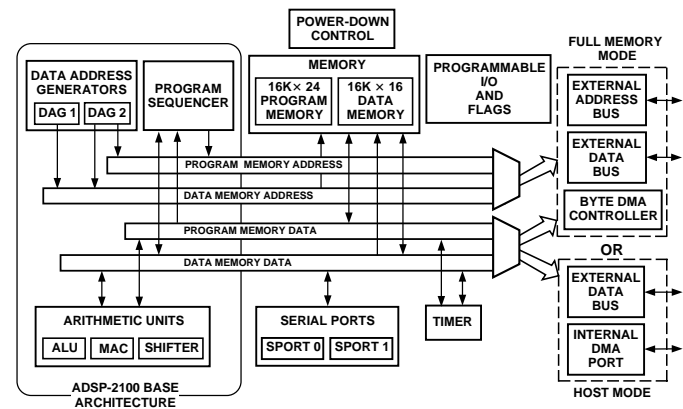 POWER-DOWN
CONTROL
FULL MEMORY
MODE
DATA ADDRESS
GENERATORS
DAG 1
DAG 2
PROGRAM
SEQUENCER
MEMORY
16K× 24
PROGRAM
MEMORY
16K × 16
DATA
MEMORY
PROGRAMMABLE
I/O
AND
FLAGS
EXTERNAL
ADDRESS
BUS
EXTERNAL
DATA
BUS
BYTE DMA
CONTROLLER
OR
EXTERNAL
DATA
BUS
INTERNAL
DMA
PORT
HOST MODE
PROGRAM MEMORY ADDRESS
DATA MEMORY ADDRESS
PROGRAM MEMORY DATA
DATA MEMORY DATA
ARITHMETIC UNITS
ALU
MAC
SHIFTER
SERIAL PORTS
SPORT 0
SPORT 1
TIMER
ADSP-2100 BASE
ARCHITECTURE